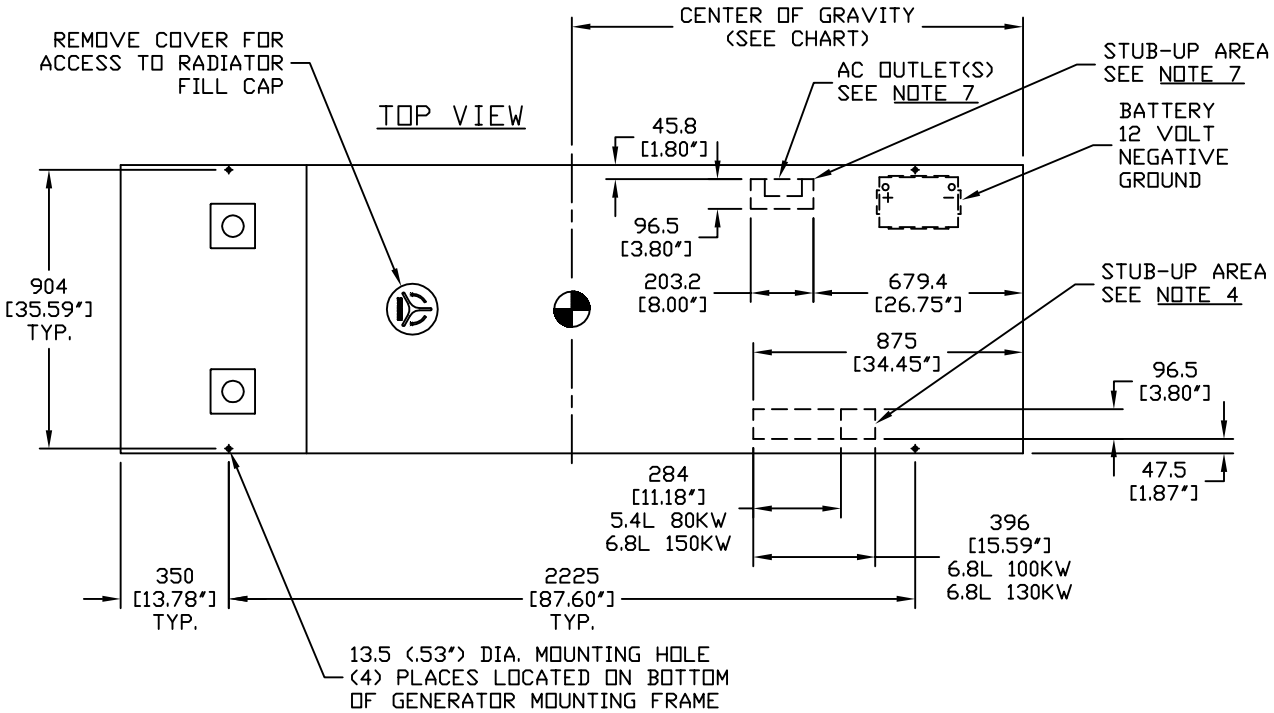 CENTER OF GRAVITY
(SEE CHART)
REMOVE COVER FOR
ACCESS TO RADIATOR
FILL CAP
TOP VIEW
AC OUTLET(S)
SEE NOTE 7
STUB-UP AREA
SEE NOTE 7
BATTERY
12 VOLT
NEGATIVE
GROUND
45.8
[1.80"]
+ -
96.5
[3.80"]
203.2
[8.00"]
679.4
[26.75"]
904
[35.59"]
TYP.
STUB-UP AREA
SEE NOTE 4
875
[34.45"]
96.5
[3.80"]
47.5
[1.87"]
284
[11.18"]
5.4L 80KW
6.8L 150KW
396
[15.59"]
6.8L 100KW
6.8L 130KW
350
[13.78"]
TYP.
2225
[87.60"]
TYP.
13.5 (.53") DIA. MOUNTING HOLE
(4) PLACES LOCATED ON BOTTOM
OF GENERATOR MOUNTING FRAME